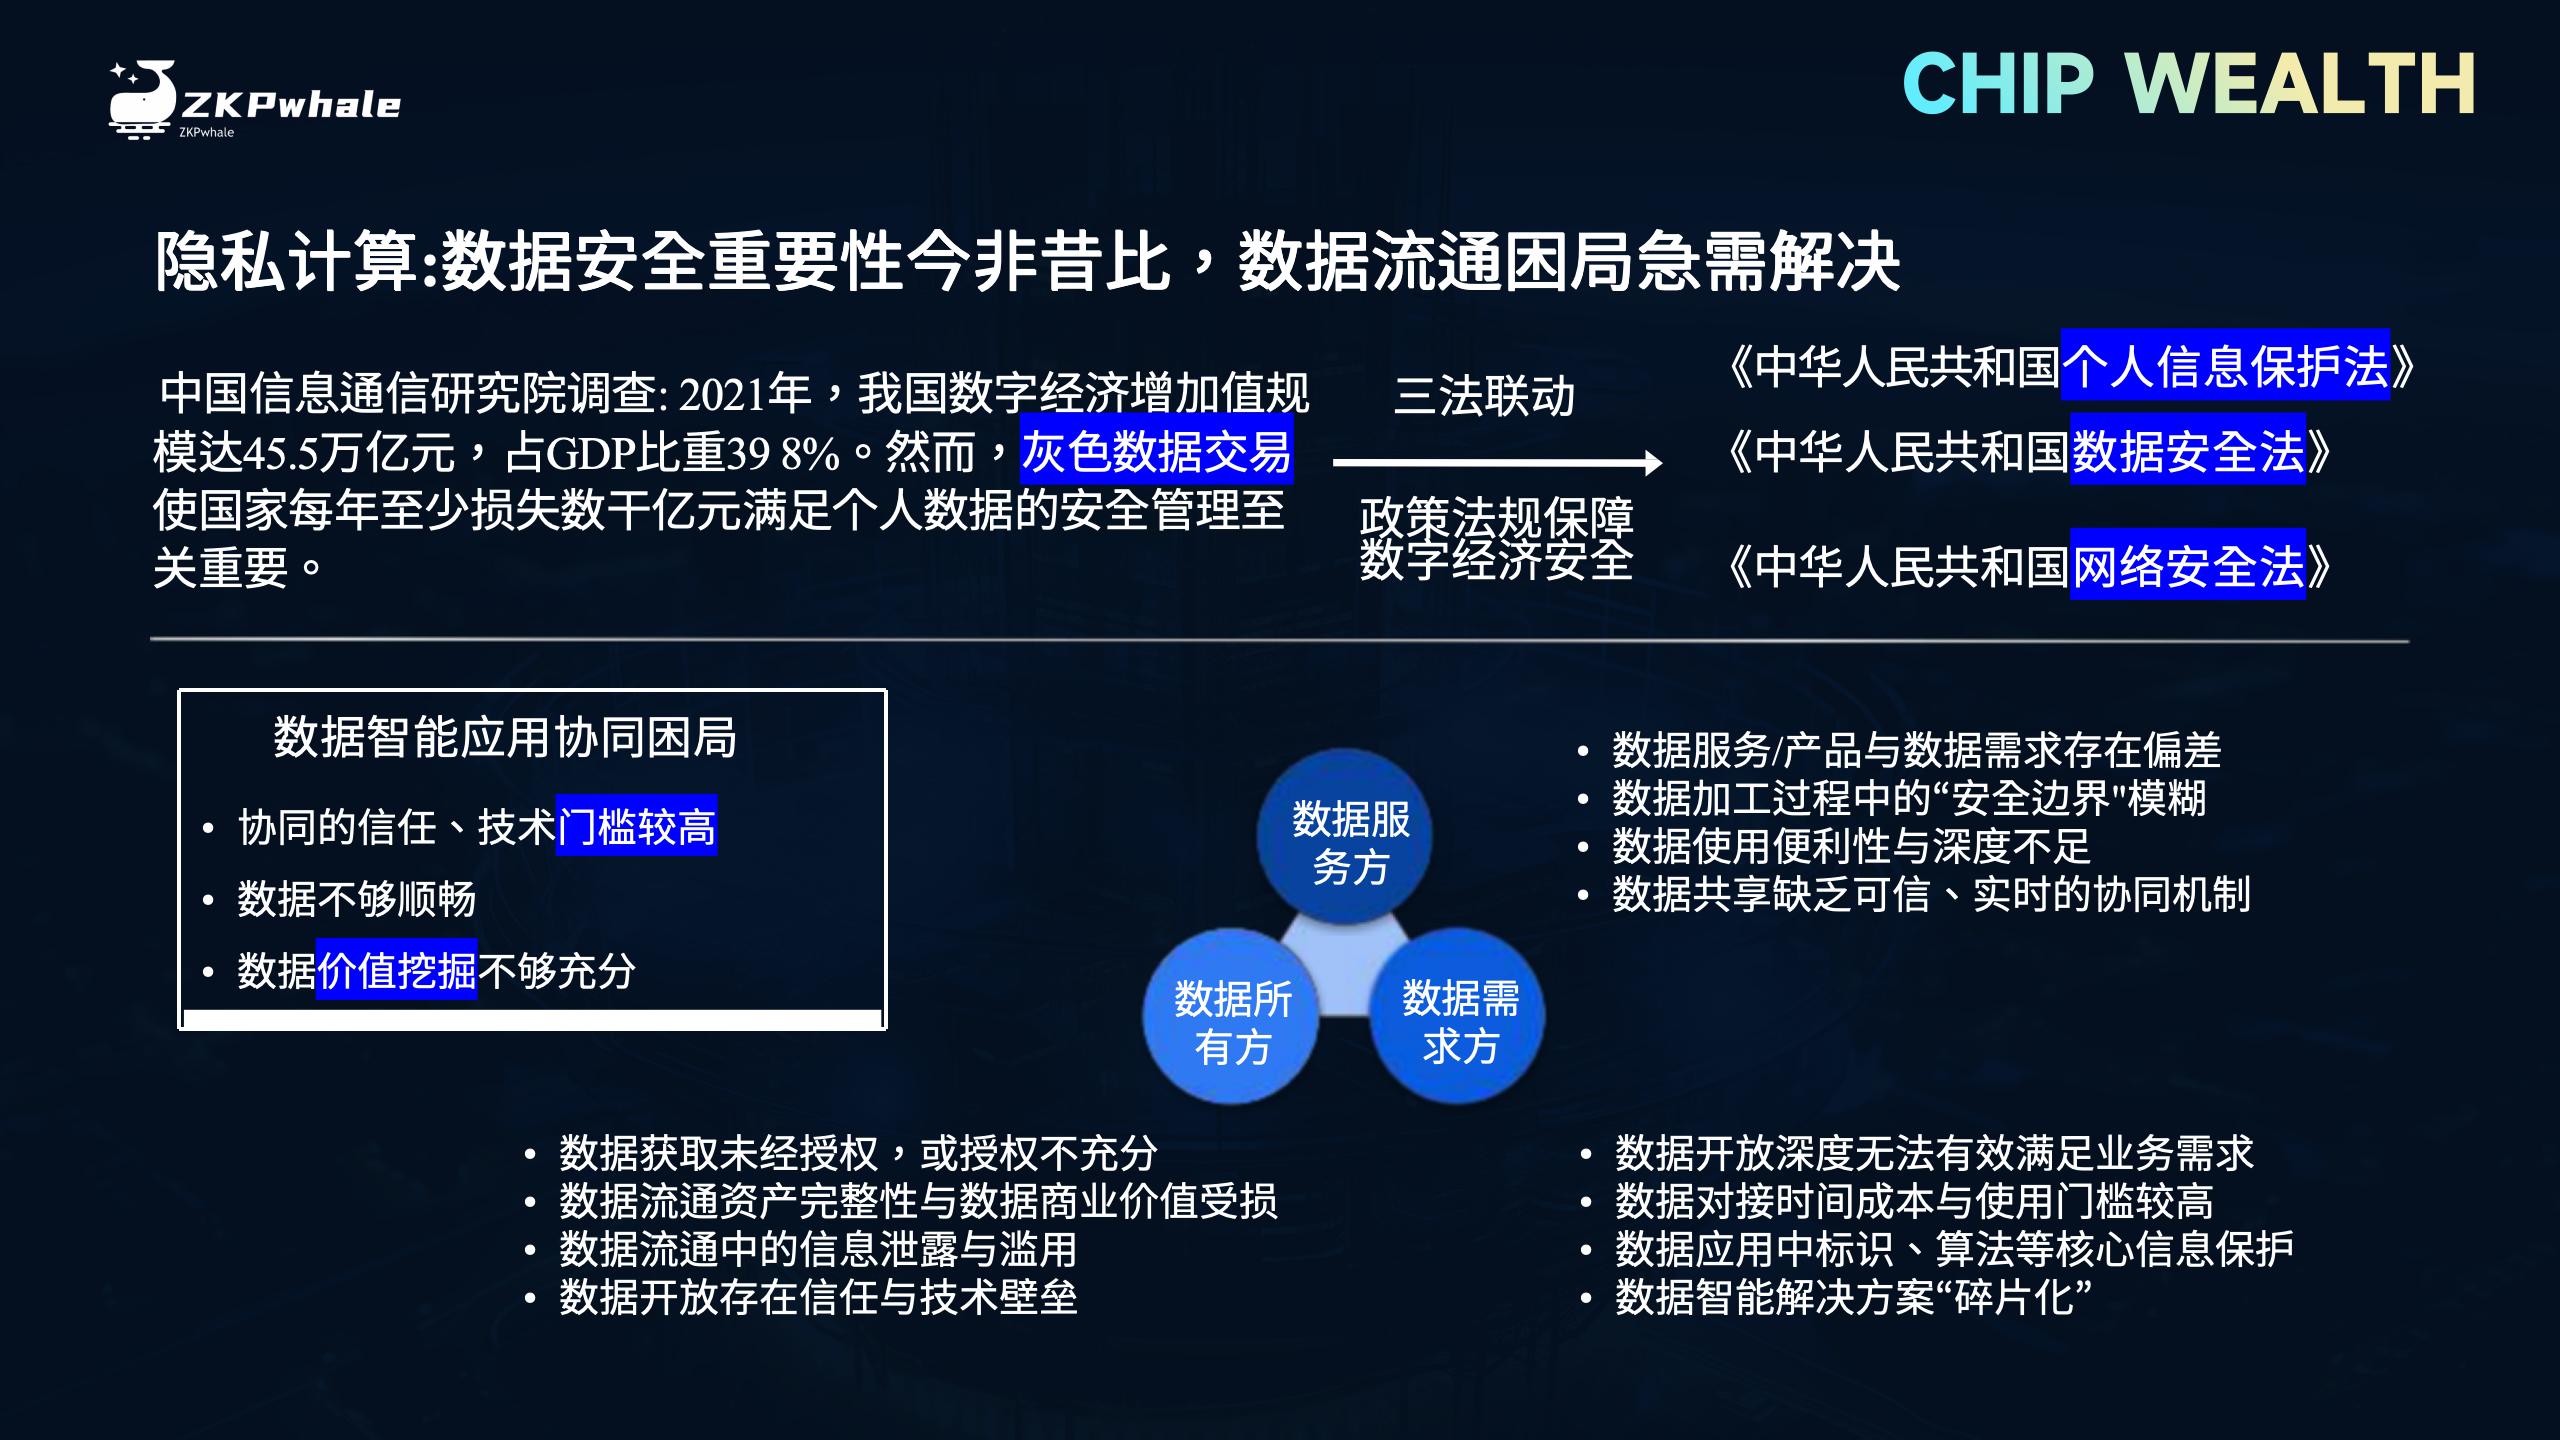 ZKPwhale
ZKPwhale
CHIP WEALTH
隐私计算:数据安全重要性今非昔比，数据流通困局急需解决
中国信息通信研究院调查: 2021年，我国数字经济增加值规
模达45.5万亿元，占GDP比重39 8%。然而，灰色数据交易
使国家每年至少损失数干亿元满足个人数据的安全管理至
关重要。
三法联动
政策法规保障
数字经济安全
《中华人民共和国个人信息保护法》
《中华人民共和国数据安全法》
《中华人民共和国网络安全法》
数据智能应用协同困局
• 协同的信任、技术门槛较高
• 数据不够顺畅
• 数据价值挖掘不够充分
数据服
务方
数据所
有方
数据需
求方
• 数据服务/产品与数据需求存在偏差
• 数据加工过程中的“安全边界"模糊
• 数据使用便利性与深度不足
• 数据共享缺乏可信、实时的协同机制
• 数据获取未经授权，或授权不充分
• 数据流通资产完整性与数据商业价值受损
• 数据流通中的信息泄露与滥用
• 数据开放存在信任与技术壁垒
• 数据开放深度无法有效满足业务需求
• 数据对接时间成本与使用门槛较高
• 数据应用中标识、算法等核心信息保护
• 数据智能解决方案“碎片化”